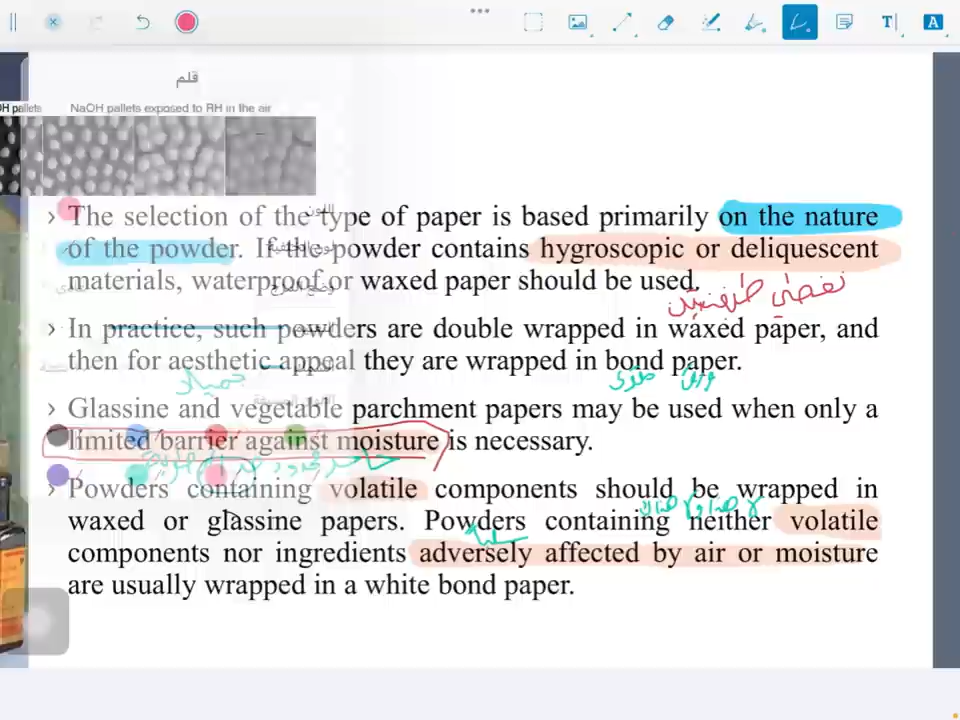 قلم
OH pallets NaOH pallets exposed to RH in the air
اللون
› The selection of the type of paper is based primarily on the nature
of the powder. If the powder contains hygroscopic or deliquescent
materials, waterproof or waxed paper should be used.
› In practice, such powders are double wrapped in waxed paper, and
then for aesthetic appeal they are wrapped in bond paper.
› Glassine and vegetable parchment papers may be used when only a
limited barrier against moisture is necessary.
› Powders containing volatile components should be wrapped in
waxed or glassine papers. Powders containing neither volatile
components nor ingredients adversely affected by air or moisture
are usually wrapped in a white bond paper.